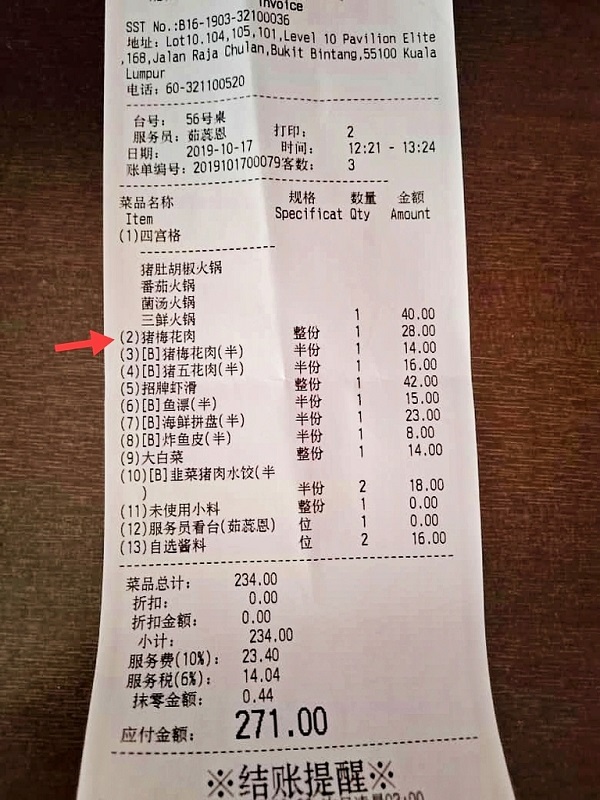 Invoice
SST No.:B16-1903-32100036
地址: Lot10.104,105,101,Level 10 Pavilion Elite
,168,Jalan Raja Chulan,Bukit Bintang,55100 Kuala
Lumpur
电话: 60-321100520
台号: 56号桌
服务员: 茹蕊恩 打印: 2
日期: 2019-10-17 时间: 12:21 - 13:24
账单编号: 2019101700079客数: 3
菜品名称 规格 数量 金额
Item Specificat Qty Amount
(1)四宫格
猪肚胡椒火锅
番茄火锅
菌汤火锅
三鲜火锅 1 40.00
(2)猪梅花肉 整份 1 28.00
(3)[B]猪梅花肉(半) 半份 1 14.00
(4)[B]猪五花肉(半) 半份 1 16.00
(5)招牌虾滑 整份 1 42.00
(6)[B]鱼漂(半) 半份 1 15.00
(7)[B]海鲜拼盘(半) 半份 1 23.00
(8)[B]炸鱼皮(半) 半份 1 8.00
(9)大白菜 整份 1 14.00
(10)[B]韭菜猪肉水饺(半
) 半份 2 18.00
(11)未使用小料 整份 1 0.00
(12)服务员看台(茹蕊恩) 位 1 0.00
(13)自选酱料 位 2 16.00
菜品总计: 234.00
折扣: 0.00
折扣金额: 0.00
小计: 234.00
服务费(10%): 23.40
服务税(6%): 14.04
抹零金额: 0.44
应付金额: 271.00
※结账提醒※